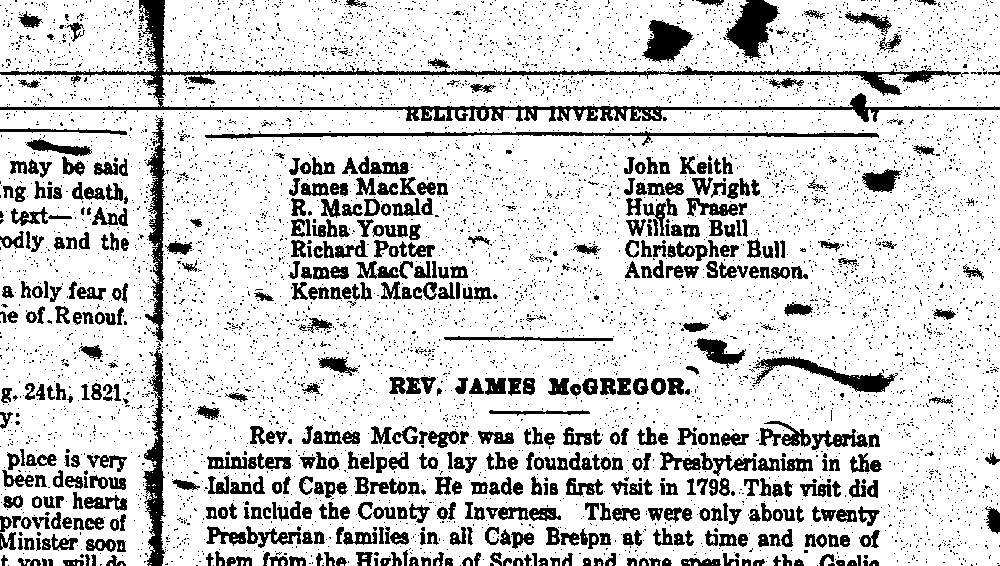 may be said
ing his death,
text— "And
odly and the
a holy fear of
of Renouf.
24th, 1821,
place is very
been desirous
so our hearts
providence of
Minister soon
you will do
RELIGION IN INVERNESS. 17
John Adams
James MacKeen
R. MacDonald
Elisha Young
Richard Potter
James MacCallum
Kenneth MacCallum.
John Keith
James Wright
Hugh Fraser
William Bull
Christopher Bull
Andrew Stevenson.
REV. JAMES McGREGOR.
Rev. James McGregor was the first of the Pioneer Presbyterian
ministers who helped to lay the foundaton of Presbyterianism in the
Island of Cape Breton. He made his first visit in 1798. That visit did
not include the County of Inverness. There were only about twenty
Presbyterian families in all Cape Breton at that time and none of
them from the Highlands of Scotland and none speaking the Gaelic